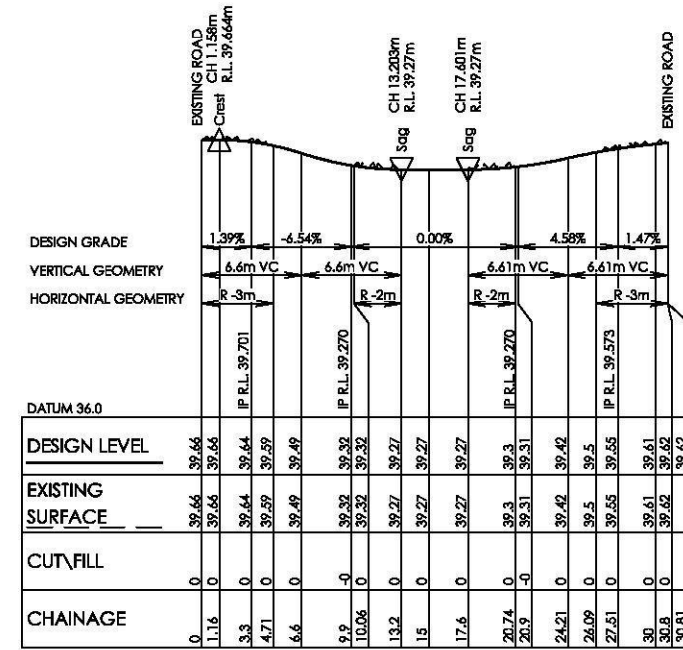 EXISTING ROAD
Crest CH 1.158m
R.L. 39.664m
Sag CH 13.203m
R.L. 39.27m
Sag CH 17.601m
R.L. 39.27m
EXISTING ROAD
DESIGN GRADE 1.39% -6.54% 0.00% 4.58% 1.47%
VERTICAL GEOMETRY 6.6m VC 6.6m VC 6.61m VC 6.61m VC
HORIZONTAL GEOMETRY R -3m R -2m R -2m R -3m
IP R.L. 39.701
IP R.L. 39.270
IP R.L. 39.270
IP R.L. 39.573
DATUM 36.0
DESIGN LEVEL 39.66 39.66 39.64 39.59 39.49 39.32 39.32 39.27 39.27 39.27 39.3 39.31 39.42 39.5 39.55 39.61 39.62 39.62
EXISTING
SURFACE 39.66 39.66 39.64 39.59 39.49 39.32 39.32 39.27 39.27 39.27 39.3 39.31 39.42 39.5 39.55 39.61 39.62
CUT\FILL 0 0 0 0 0 -0 0 0 0 0 0 -0 0 0 0 0 0
CHAINAGE 0 1.16 3.3 4.71 6.6 9.9 10.06 13.2 15 17.6 20.74 20.9 24.21 26.09 27.51 30 30.8 30.81